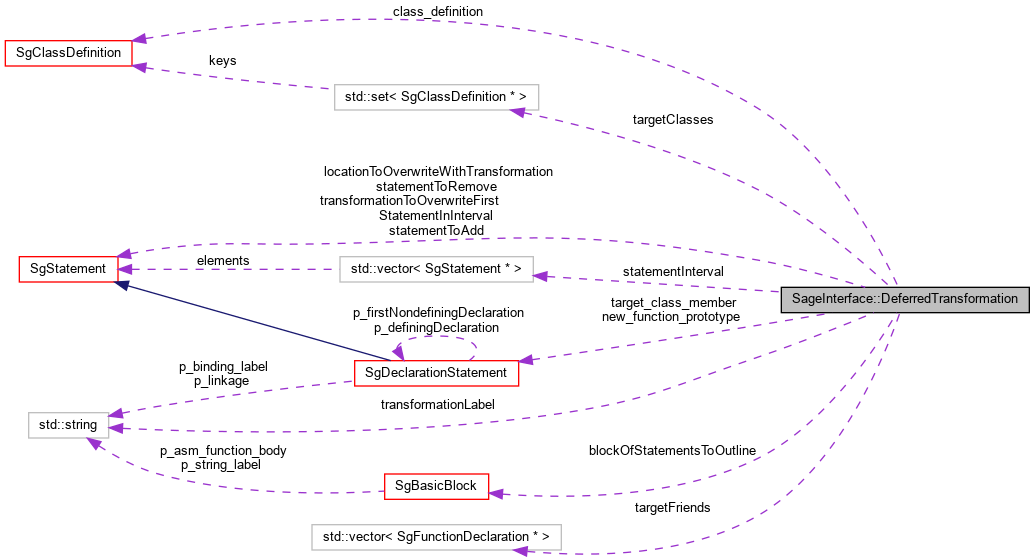 class_definition
SgClassDefinition
keys
std::set< SgClassDefinition * >
targetClasses
locationToOverwriteWithTransformation
statementToRemove
transformationToOverwriteFirst
StatementInInterval
statementToAdd
SgStatement
elements
std::vector< SgStatement * >
statementInterval
SageInterface::DeferredTransformation
target_class_member
new_function_prototype
p_firstNondefiningDeclaration
p_definingDeclaration
SgDeclarationStatement
p_binding_label
p_linkage
transformationLabel
std::string
p_asm_function_body
p_string_label
blockOfStatementsToOutline
SgBasicBlock
targetFriends
std::vector< SgFunctionDeclaration * >